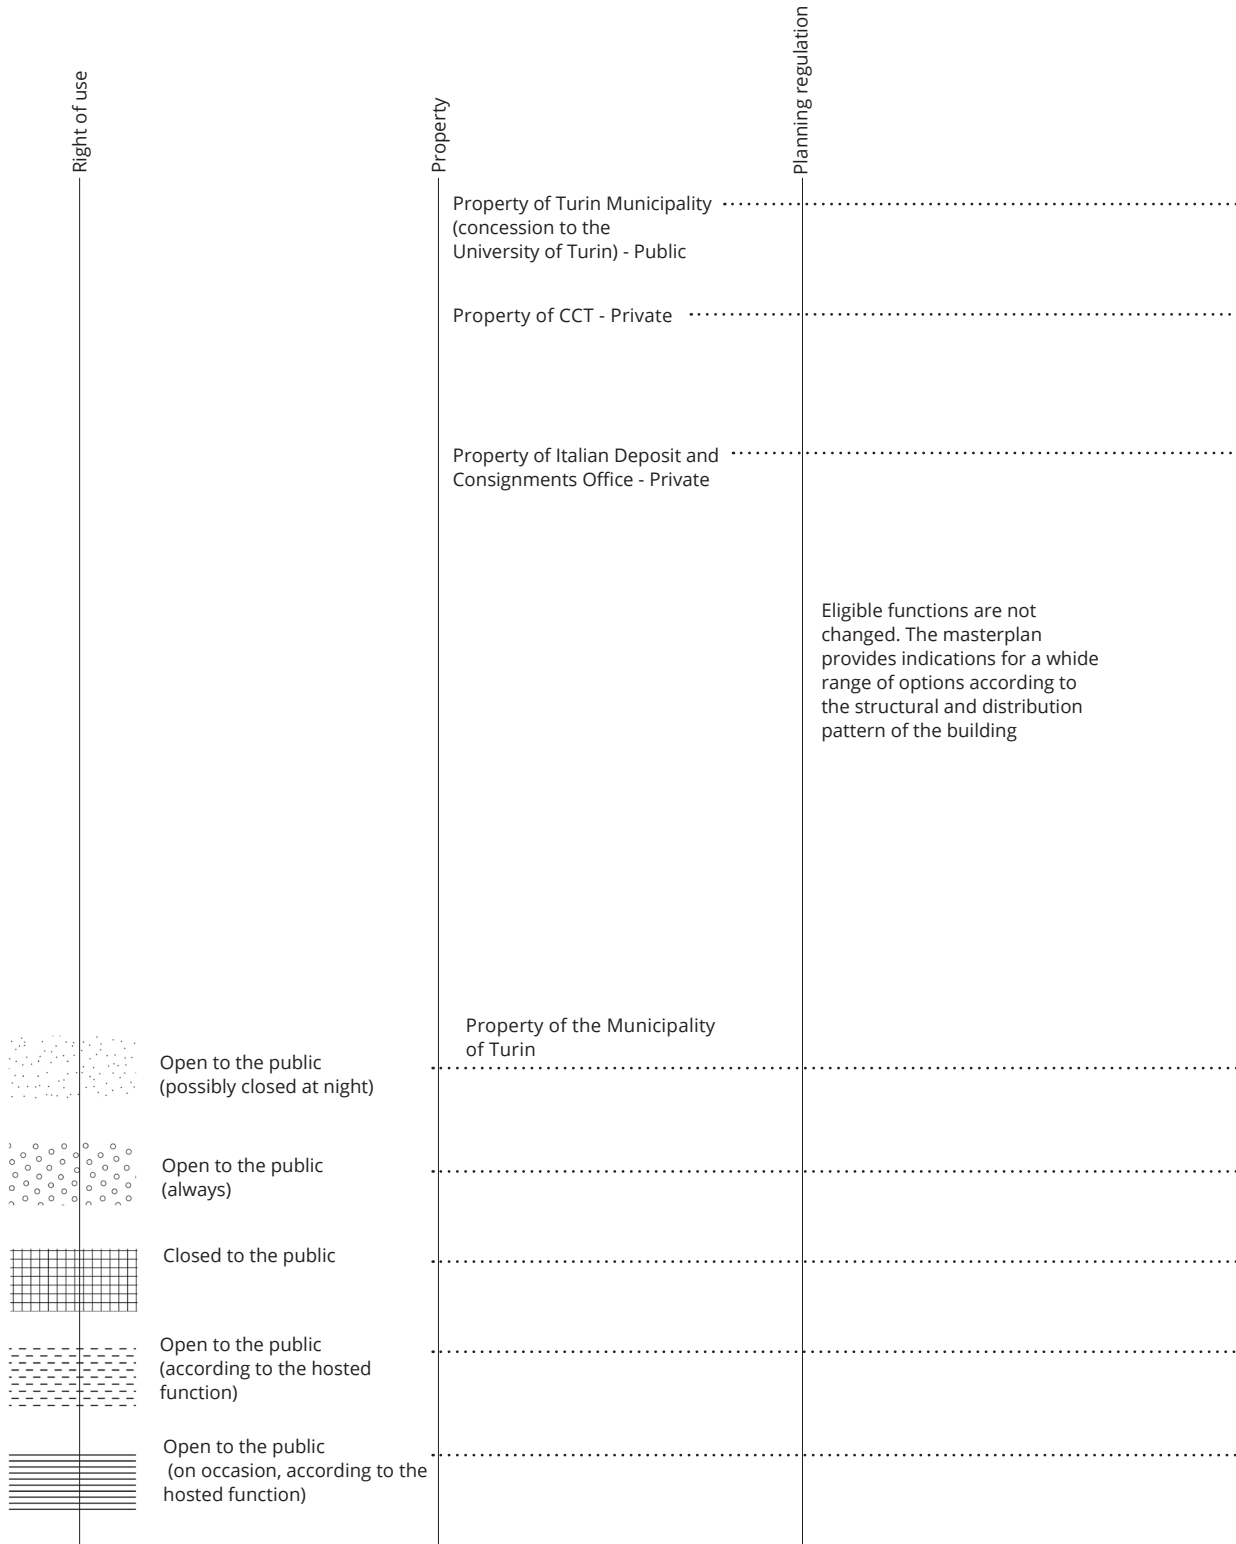 Right of use
Property
Planning regulation
Property of Turin Municipality
(concession to the
University of Turin) - Public
Property of CCT - Private
Property of Italian Deposit and
Consignments Office - Private
Eligible functions are not
changed. The masterplan
provides indications for a whide
range of options according to
the structural and distribution
pattern of the building
Property of the Municipality
of Turin
Open to the public
(possibly closed at night)
Open to the public
(always)
Closed to the public
Open to the public
(according to the hosted
function)
Open to the public
(on occasion, according to the
hosted function)